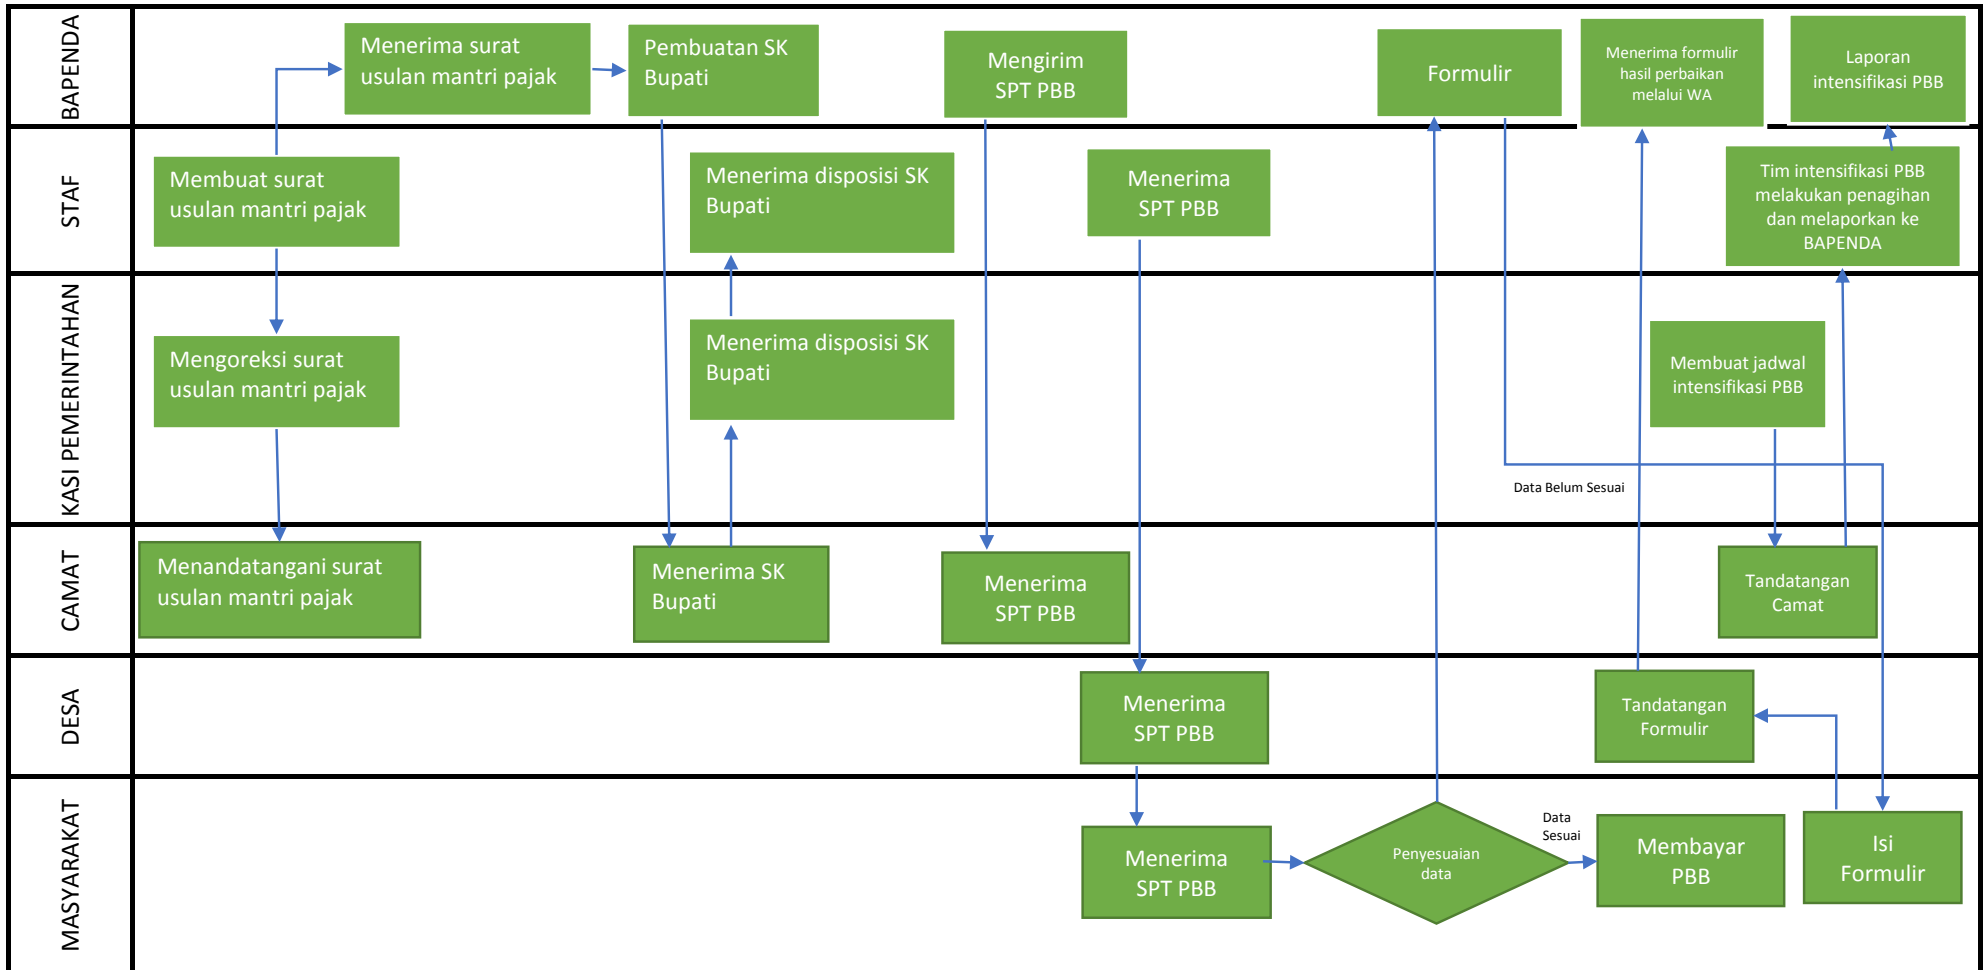 BAPENDA
Menerima surat
usulan mantri pajak
Pembuatan SK
Bupati
Mengirim
SPT PBB
Formulir
Menerima formulir
hasil perbaikan
melalui WA
Laporan
intensifikasi PBB
STAF
Membuat surat
usulan mantri pajak
Menerima disposisi SK
Bupati
Menerima
SPT PBB
Tim intensifikasi PBB
melakukan penagihan
dan melaporkan ke
BAPENDA
KASI PEMERINTAHAN
Mengoreksi surat
usulan mantri pajak
Menerima disposisi SK
Bupati
Membuat jadwal
intensifikasi PBB
Data Belum Sesuai
CAMAT
Menandatangani surat
usulan mantri pajak
Menerima SK
Bupati
Menerima
SPT PBB
Tandatangan
Camat
DESA
Menerima
SPT PBB
Tandatangan
Formulir
MASYARAKAT
Menerima
SPT PBB
Penyesuaian
data
Data
Sesuai
Membayar
PBB
Isi
Formulir